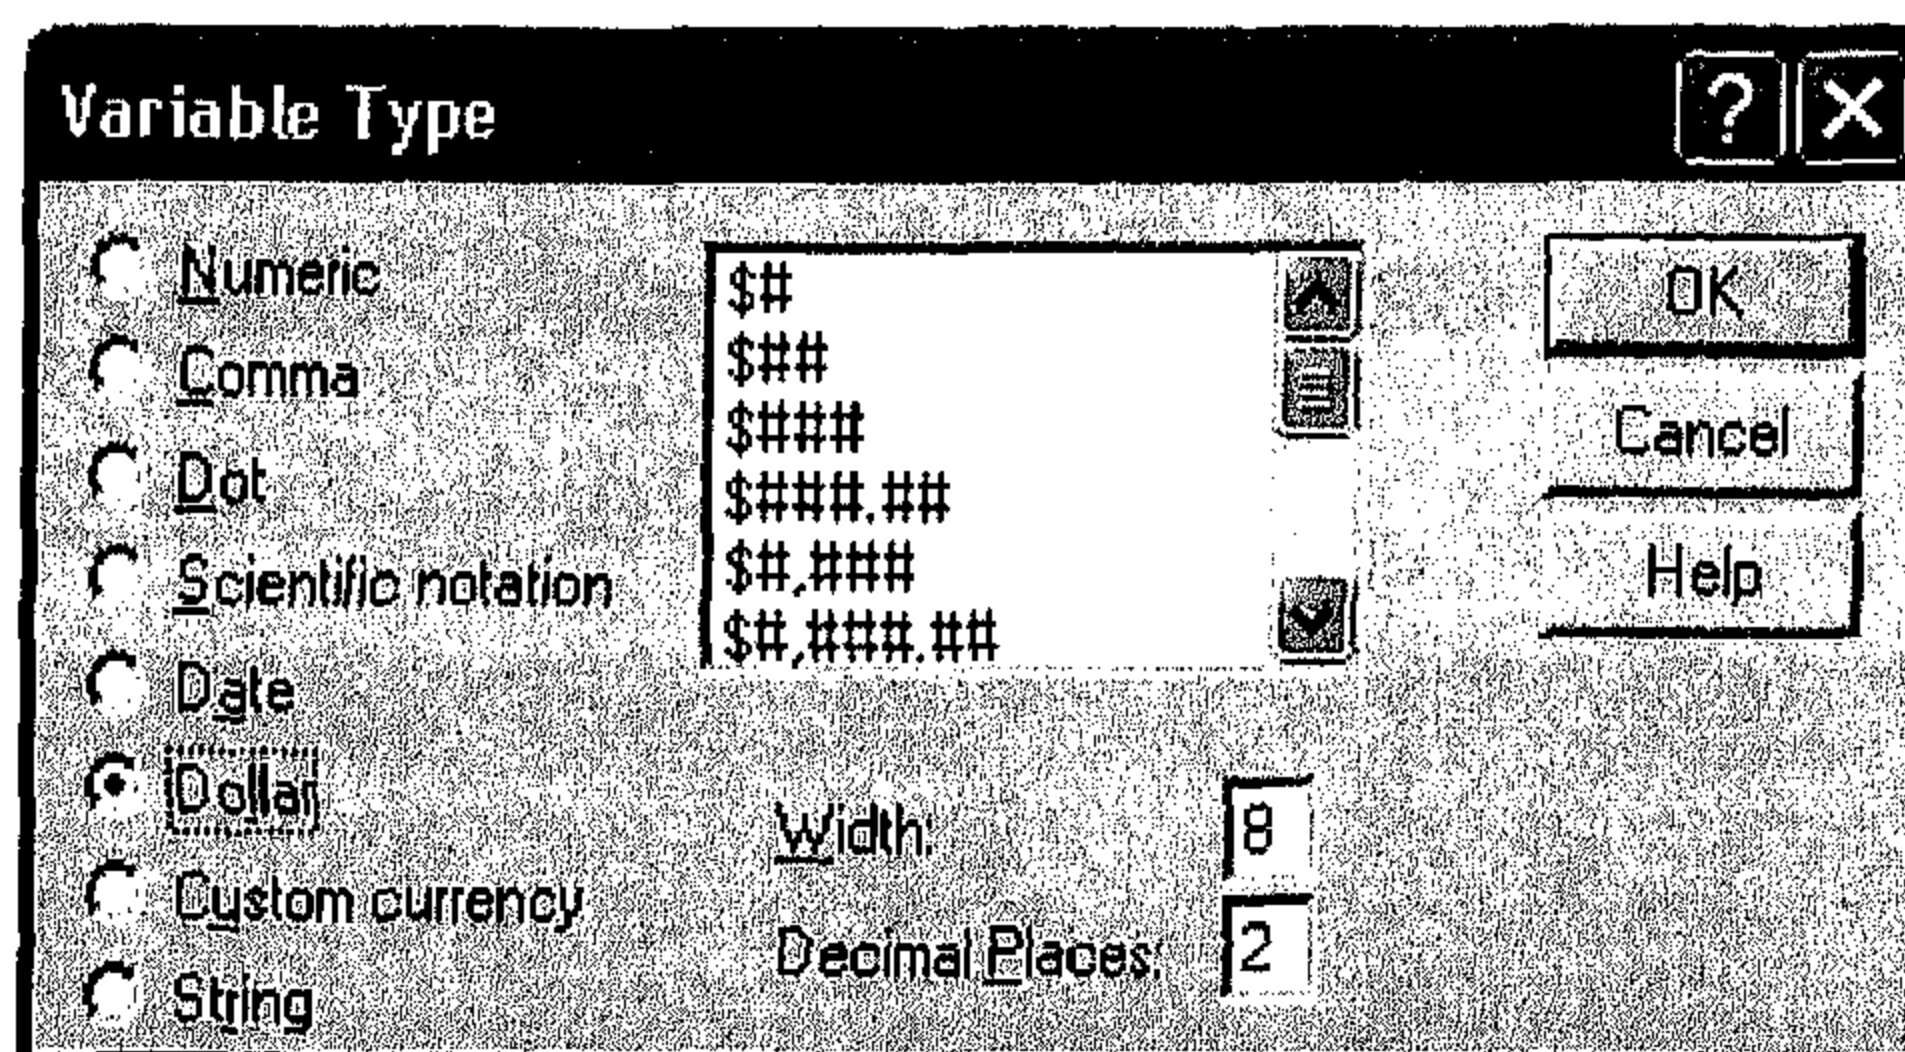 Variable Type
Numeric
Comma
Dot
Scientific notation
Date
Dollar
Custom currency
String
$#
$##
$###
$###.##
$#,###
$#,###.##
Width: 8
Decimal Places: 2
OK
Cancel
Help